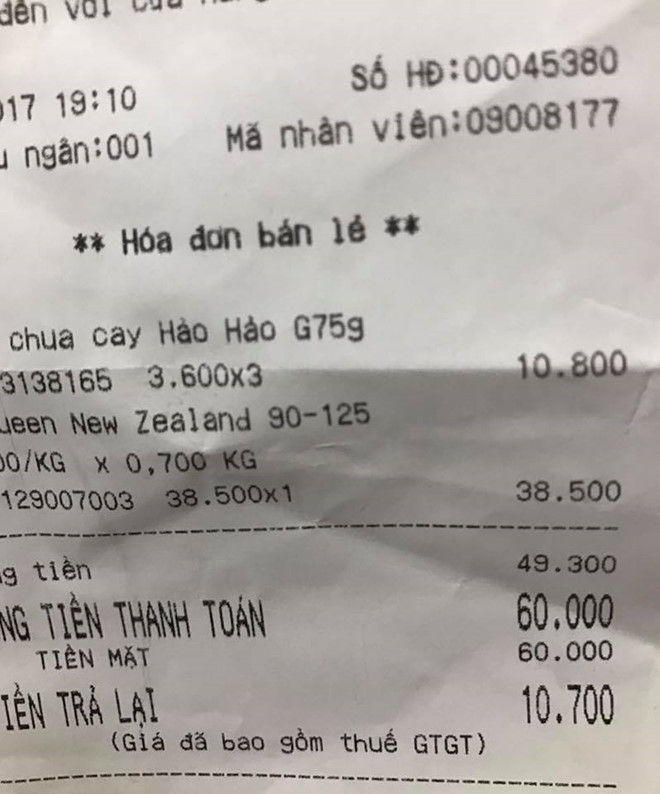 đến với
017 19:10 Số HĐ:00045380
ngân:001 Mã nhân viên:09008177
** Hóa đơn bán lẻ **
chua cay Hảo Hảo G75g
3138165 3.600x3 10.800
ueen New Zealand 90-125
00/KG x 0,700 KG
129007003 38.500x1 38.500
ng tiền 49.300
NG TIỀN THANH TOÁN 60.000
TIỀN MẶT 60.000
IỀN TRẢ LẠI 10.700
(Giá đã bao gồm thuế GTGT)